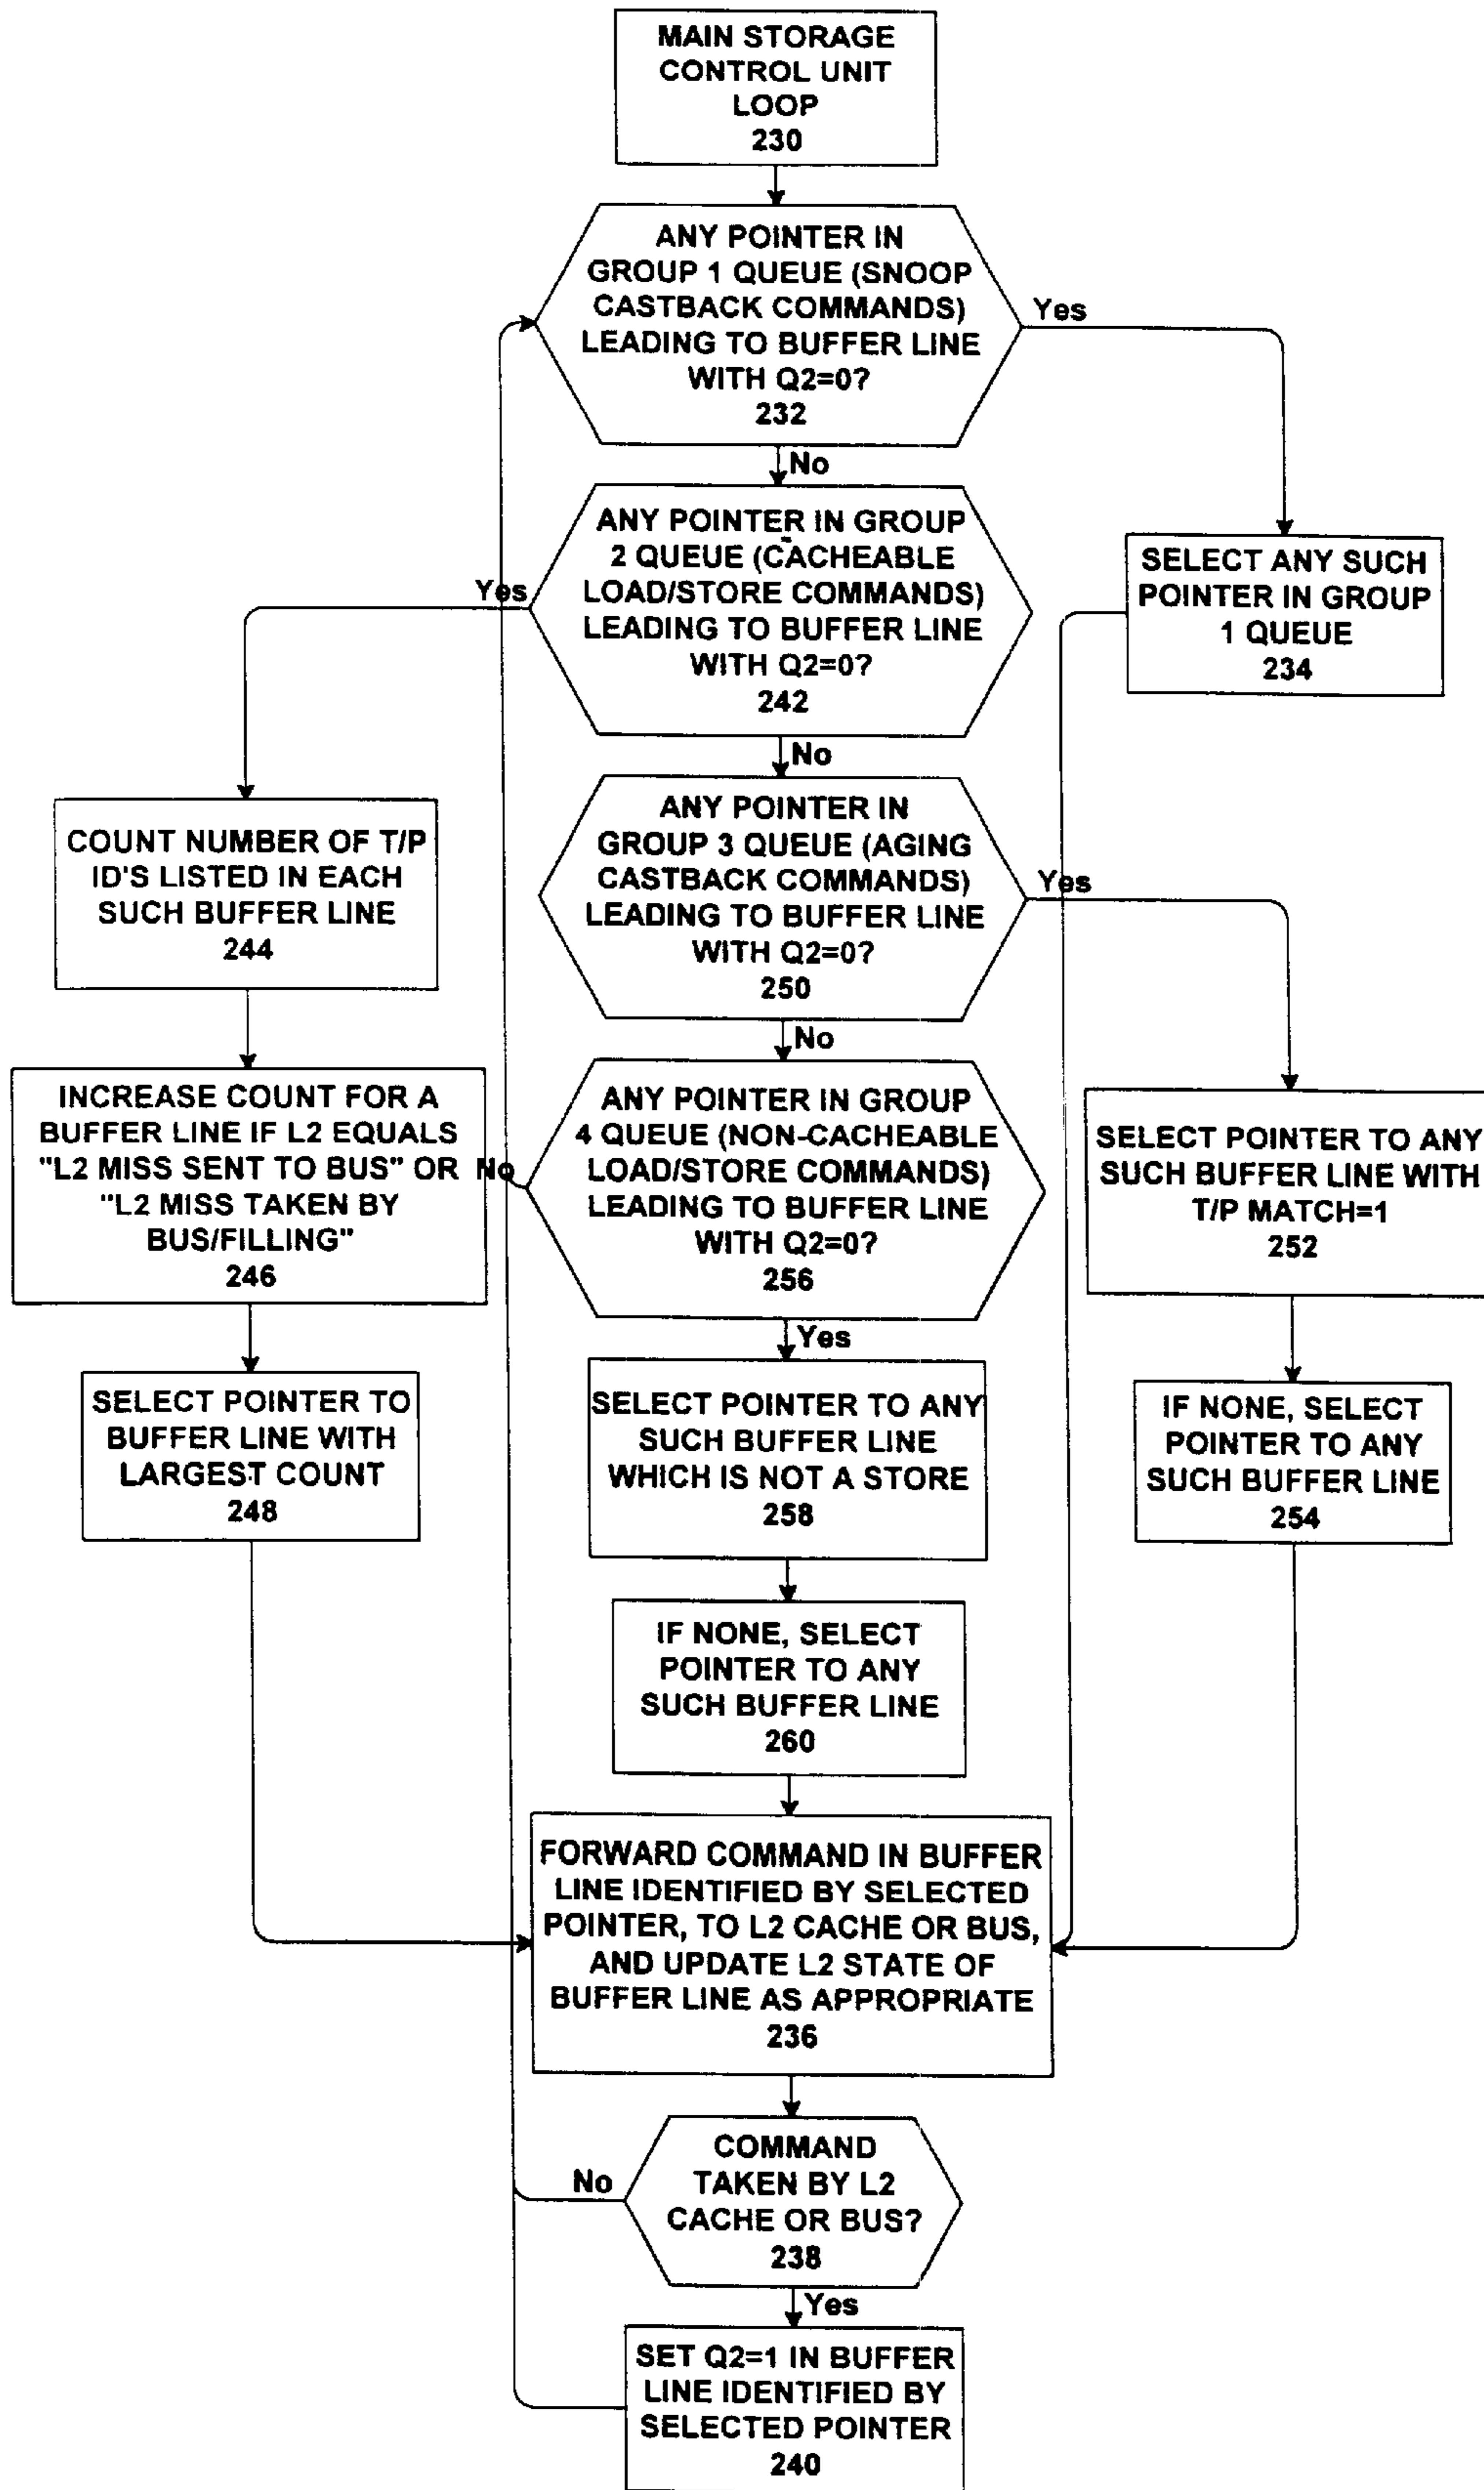 MAIN STORAGE
CONTROL UNIT
LOOP
230
ANY POINTER IN
GROUP 1 QUEUE (SNOOP
CASTBACK COMMANDS)
LEADING TO BUFFER LINE
WITH Q2=0?
232
Yes
No
ANY POINTER IN GROUP
2 QUEUE (CACHEABLE
LOAD/STORE COMMANDS)
LEADING TO BUFFER LINE
WITH Q2=0?
242
Yes
No
SELECT ANY SUCH
POINTER IN GROUP
1 QUEUE
234
COUNT NUMBER OF T/P
ID'S LISTED IN EACH
SUCH BUFFER LINE
244
ANY POINTER IN
GROUP 3 QUEUE (AGING
CASTBACK COMMANDS)
LEADING TO BUFFER LINE
WITH Q2=0?
250
Yes
No
INCREASE COUNT FOR A
BUFFER LINE IF L2 EQUALS
"L2 MISS SENT TO BUS" OR
"L2 MISS TAKEN BY
BUS/FILLING"
246
No
ANY POINTER IN GROUP
4 QUEUE (NON-CACHEABLE
LOAD/STORE COMMANDS)
LEADING TO BUFFER LINE
WITH Q2=0?
256
Yes
SELECT POINTER TO ANY
SUCH BUFFER LINE WITH
T/P MATCH=1
252
SELECT POINTER TO
BUFFER LINE WITH
LARGEST COUNT
248
SELECT POINTER TO ANY
SUCH BUFFER LINE
WHICH IS NOT A STORE
258
IF NONE, SELECT
POINTER TO ANY
SUCH BUFFER LINE
254
IF NONE, SELECT
POINTER TO ANY
SUCH BUFFER LINE
260
FORWARD COMMAND IN BUFFER
LINE IDENTIFIED BY SELECTED
POINTER, TO L2 CACHE OR BUS,
AND UPDATE L2 STATE OF
BUFFER LINE AS APPROPRIATE
236
COMMAND
TAKEN BY L2
CACHE OR BUS?
238
No
Yes
SET Q2=1 IN BUFFER
LINE IDENTIFIED BY
SELECTED POINTER
240